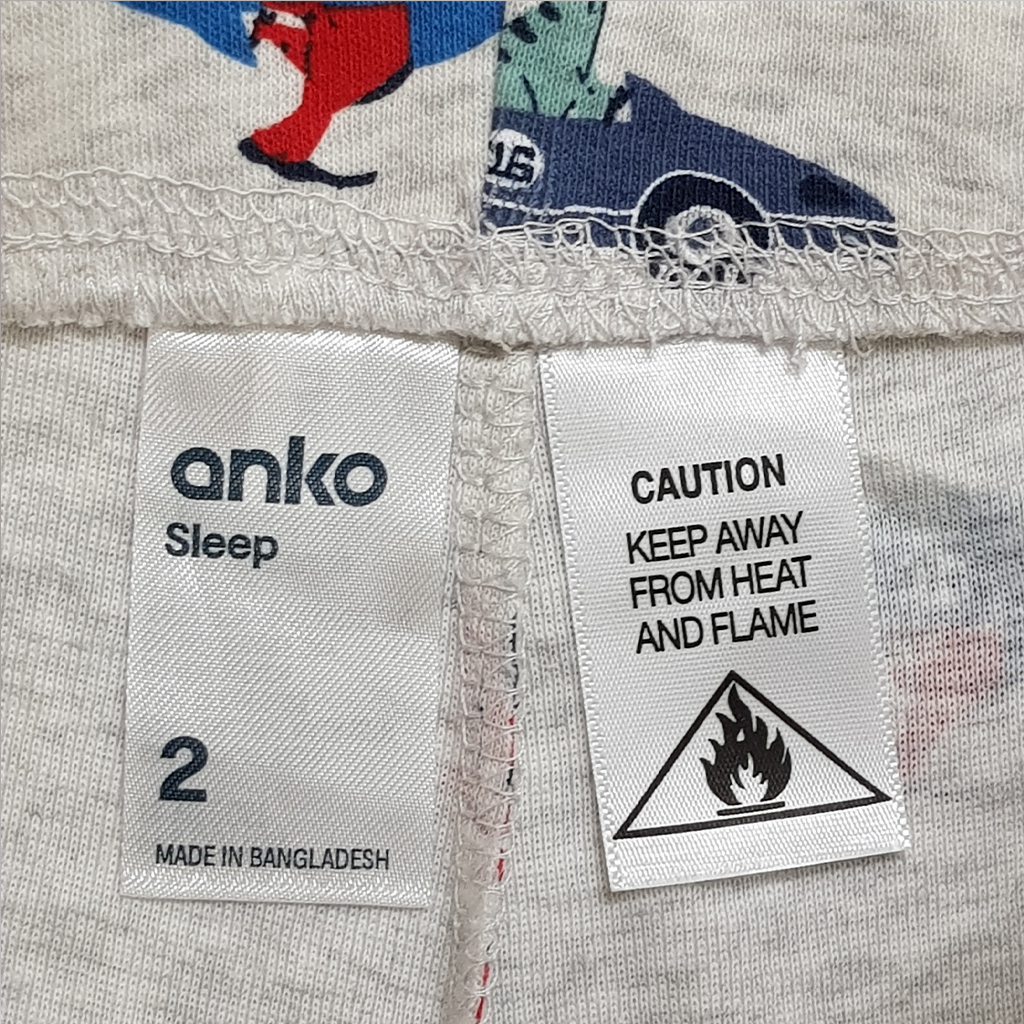 16
anko
Sleep
2
MADE IN BANGLADESH
CAUTION
KEEP AWAY
FROM HEAT
AND FLAME